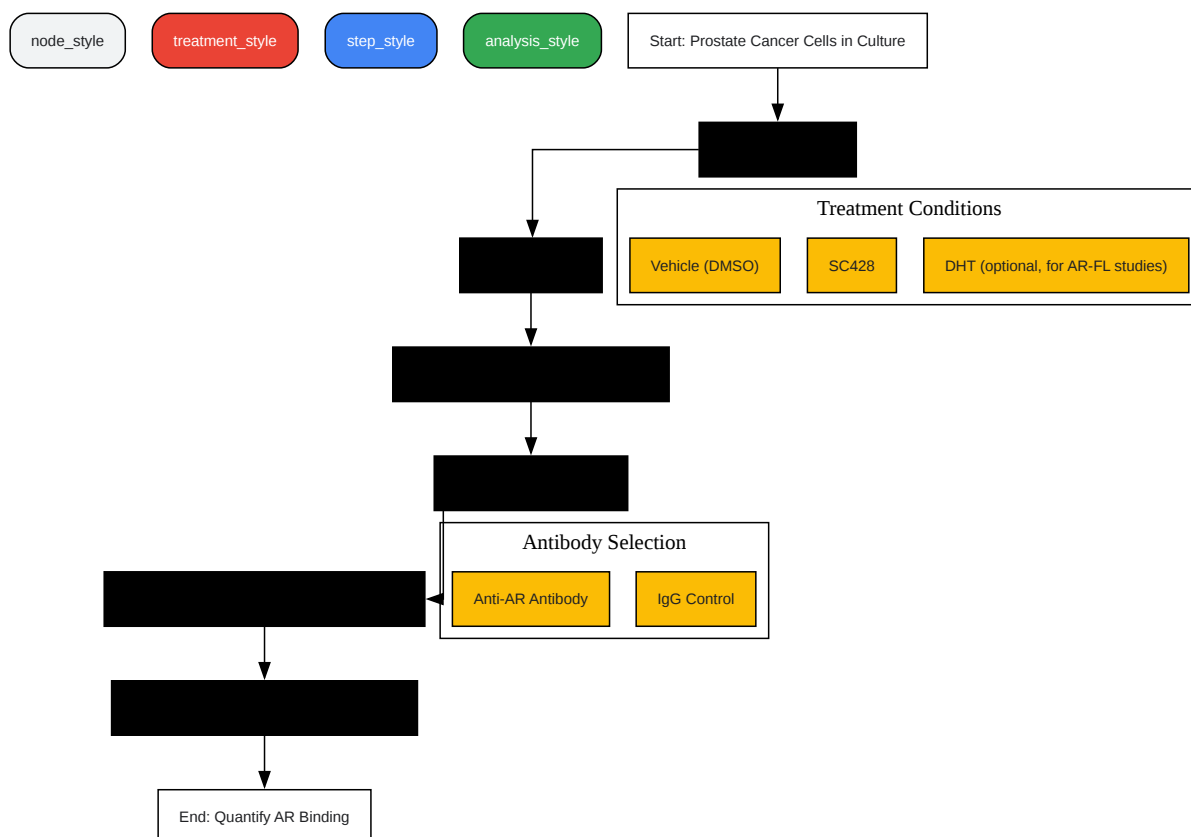 node_style
treatment_style
step_style
analysis_style
Start: Prostate Cancer Cells in Culture
Treatment Conditions
Vehicle (DMSO)
SC428
DHT (optional, for AR-FL studies)
Antibody Selection
Anti-AR Antibody
IgG Control
End: Quantify AR Binding